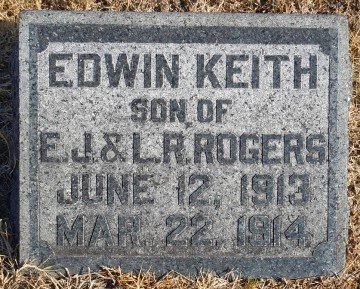 EDWIN KEITH
SON OF
E.J.& L.R.ROGERS
JUNE 12, 1913
MAR. 22, 1914.